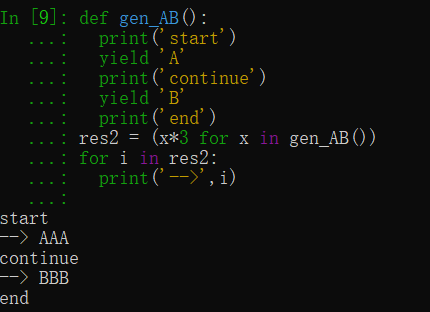 In [9]: def gen_AB():
   ...:   print('start')
   ...:   yield 'A'
   ...:   print('continue')
   ...:   yield 'B'
   ...:   print('end')
   ...: res2 = (x*3 for x in gen_AB())
   ...: for i in res2:
   ...:   print('-->',i)
   ...:
start
--> AAA
continue
--> BBB
end